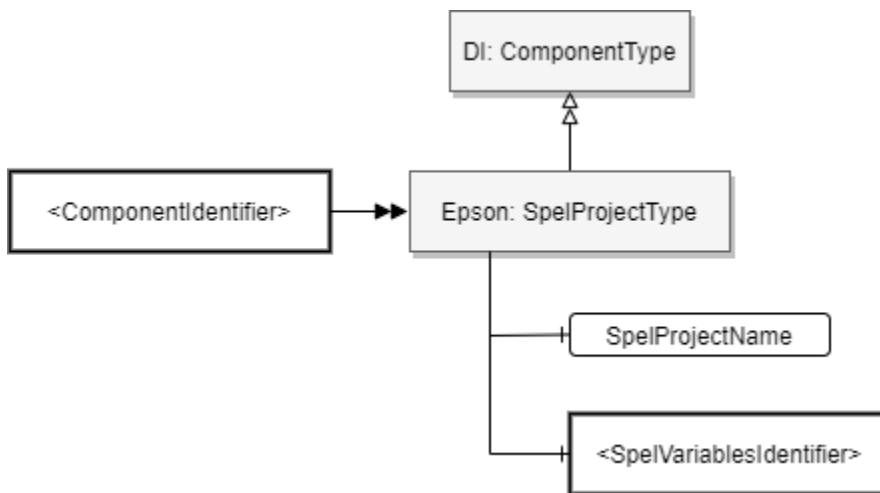 DI: ComponentType
<ComponentIdentifier>
Epson: SpelProjectType
SpelProjectName
<SpelVariablesIdentifier>